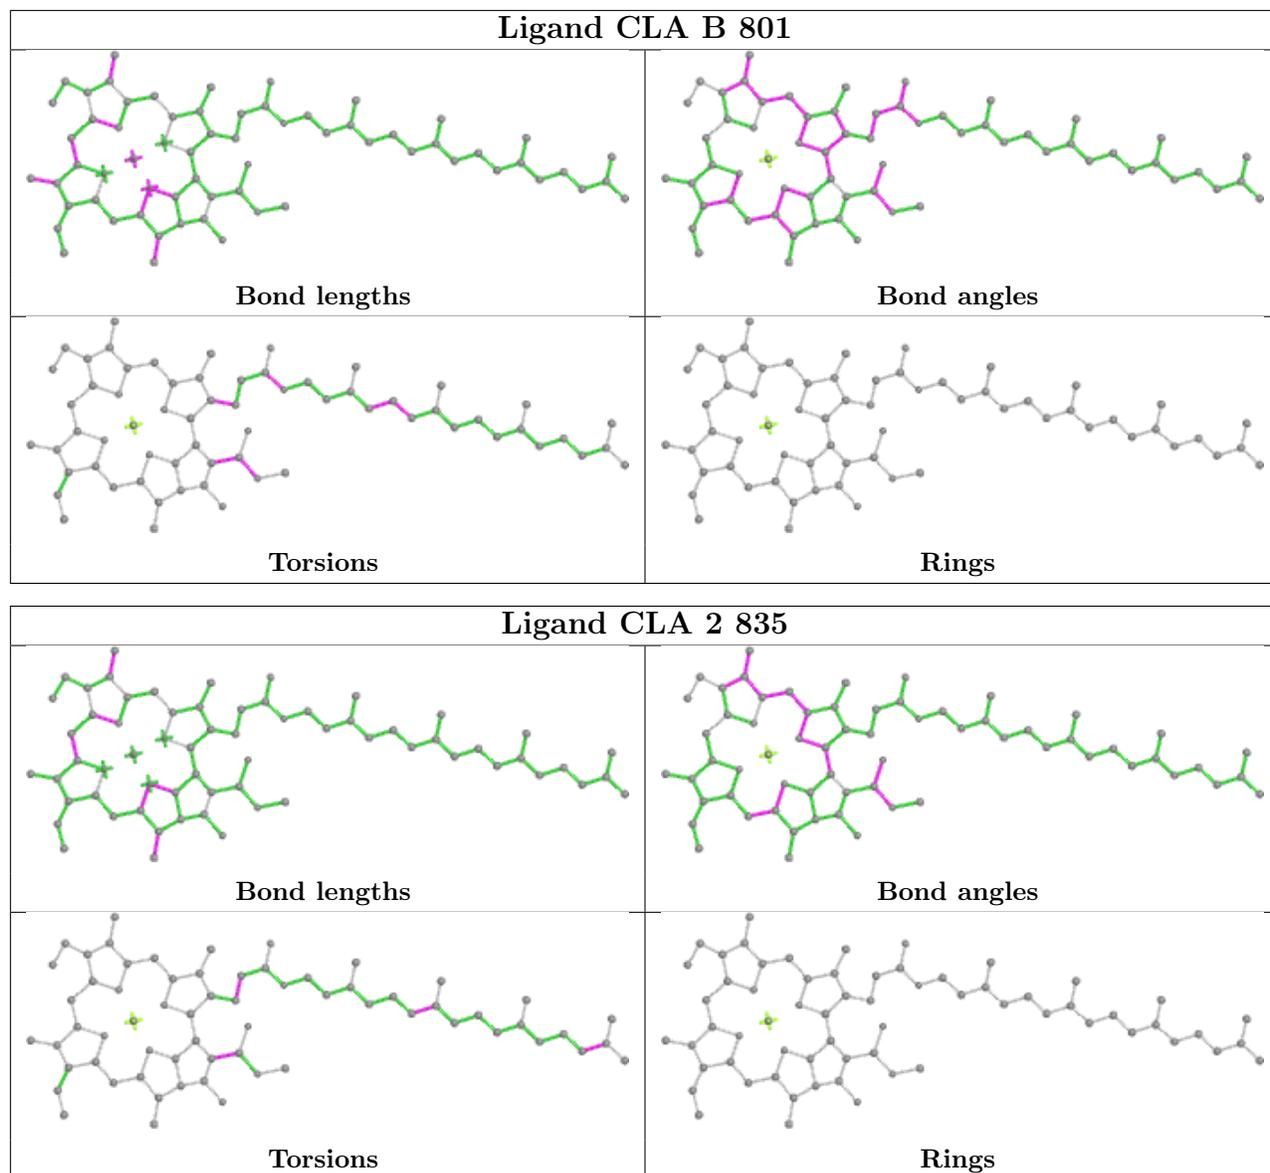 Ligand CLA B 801
Bond lengths
Bond angles
Torsions
Rings
Ligand CLA 2 835
Bond lengths
Bond angles
Torsions
Rings